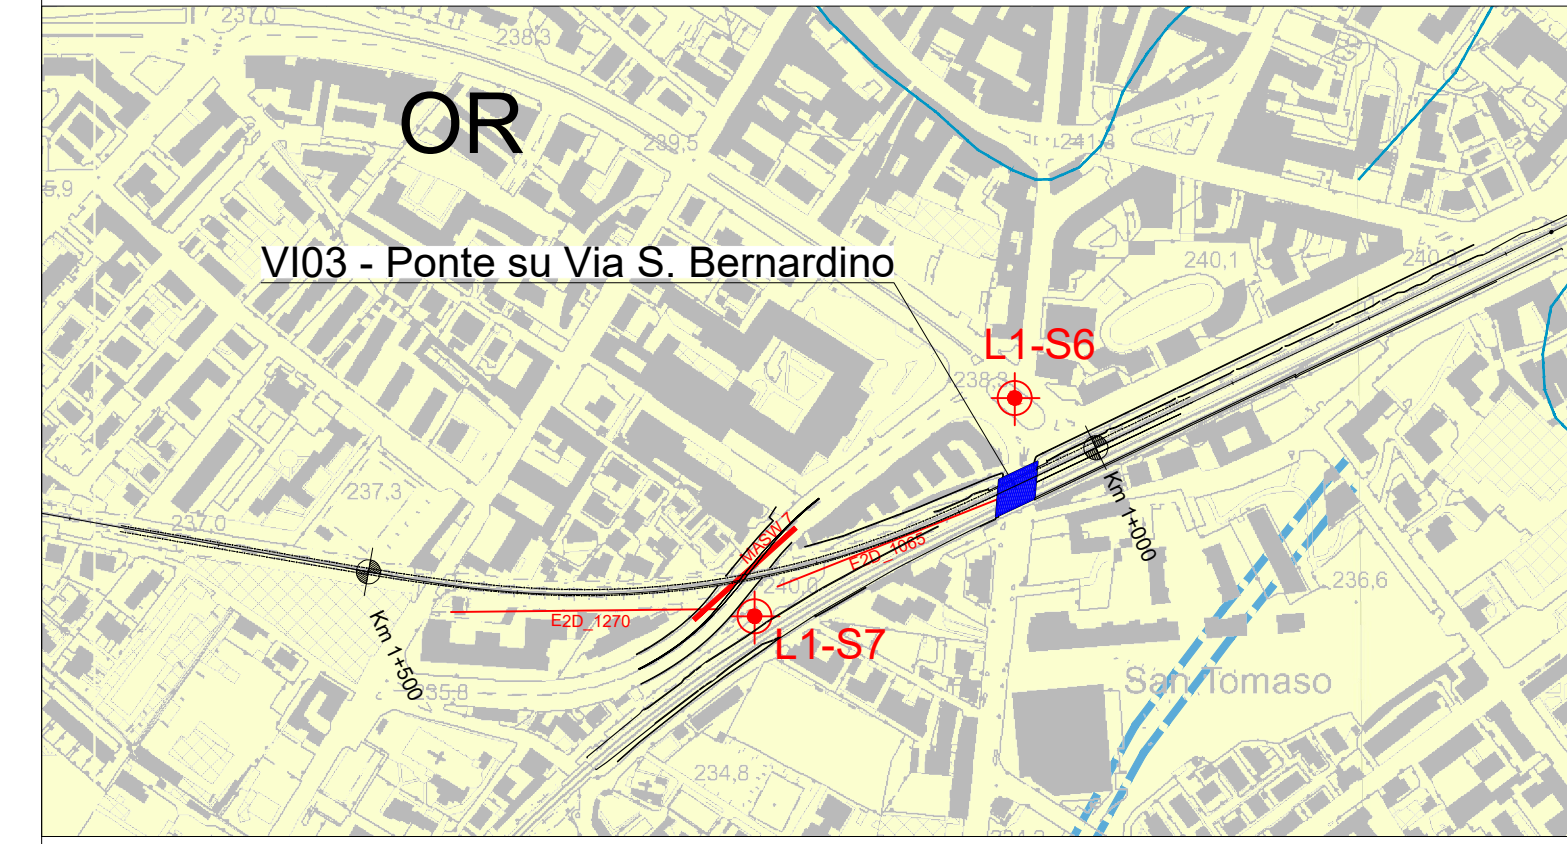 237,0
238,3
OR
239,5
241,3
5,9
VI03 - Ponte su Via S. Bernardino
240,1
L1-S6
238,8
237,3
237,0
MASW 7
E2D_1065
Km 1+000
240,0
236,6
E2D_1270
Km 1+500
L1-S7
235,8
San Tomaso
234,8